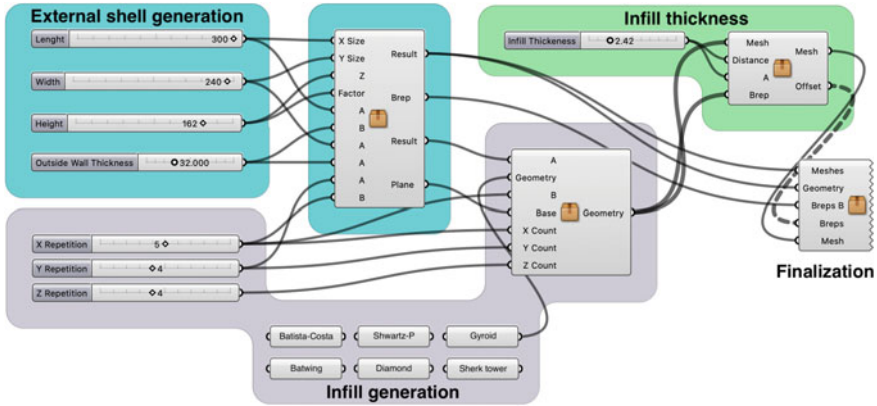 External shell generation
Lenght 300
Width 240
Height 162
Outside Wall Thickness 32.000
X Size
Y Size
Z
Factor
A
B
A
A
A
B
Result
Brep
Result
Plane
Infill thickness
Infill Thickeness 2.42
Mesh
Distance
A
Brep
Mesh
Offset
X Repetition 5
Y Repetition 4
Z Repetition 4
A
Geometry
B
Base
X Count
Y Count
Z Count
Geometry
Meshes
Geometry
Breps B
Breps
Mesh
Finalization
Batista-Costa
Shwartz-P
Gyroid
Batwing
Diamond
Sherk tower
Infill generation